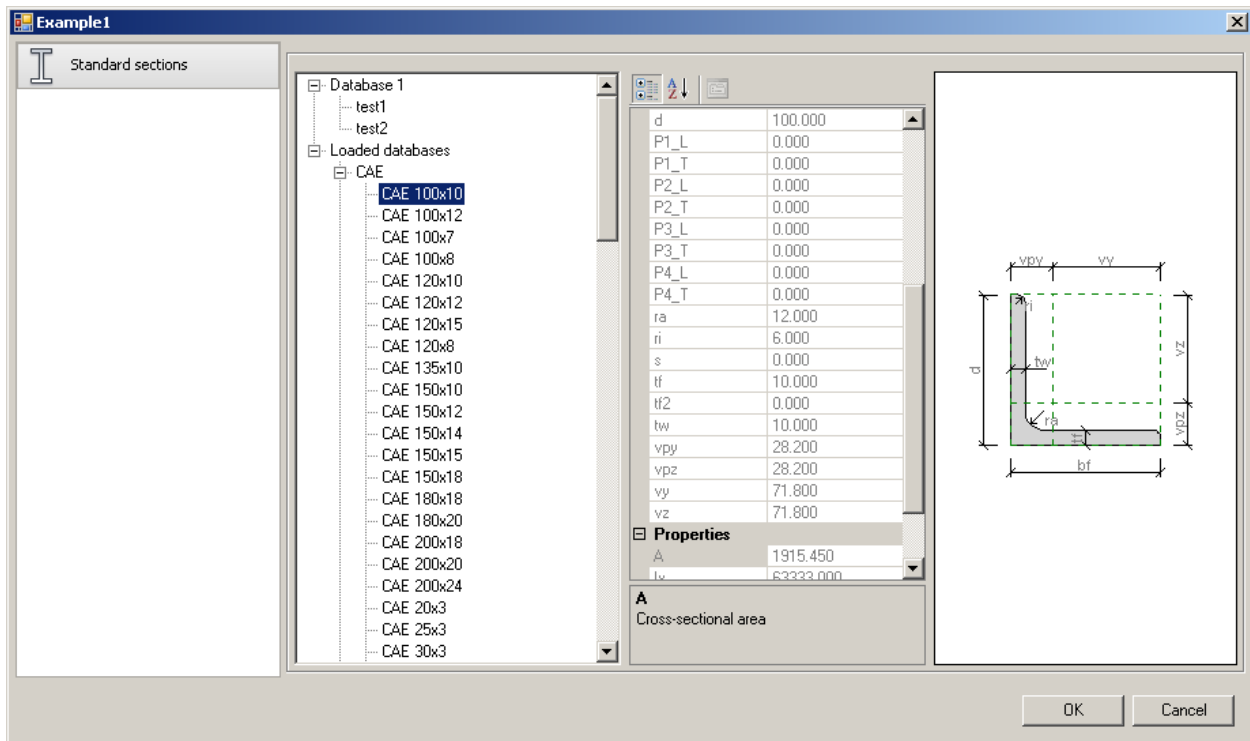 Example1
Standard sections
Database 1
test1
test2
Loaded databases
CAE
CAE 100x10
CAE 100x12
CAE 100x7
CAE 100x8
CAE 120x10
CAE 120x12
CAE 120x15
CAE 120x8
CAE 135x10
CAE 150x10
CAE 150x12
CAE 150x14
CAE 150x15
CAE 150x18
CAE 180x18
CAE 180x20
CAE 200x18
CAE 200x20
CAE 200x24
CAE 20x3
CAE 25x3
CAE 30x3
A
Z
d 100.000
P1_L 0.000
P1_T 0.000
P2_L 0.000
P2_T 0.000
P3_L 0.000
P3_T 0.000
P4_L 0.000
P4_T 0.000
ra 12.000
ri 6.000
s 0.000
tf 10.000
tf2 0.000
tw 10.000
vpy 28.200
vpz 28.200
vy 71.800
vz 71.800
Properties
A 1915.450
Ix 63333.000
A
Cross-sectional area
vpy vy
ri
vz
tw
d
ra
vpz
tf
bf
OK Cancel